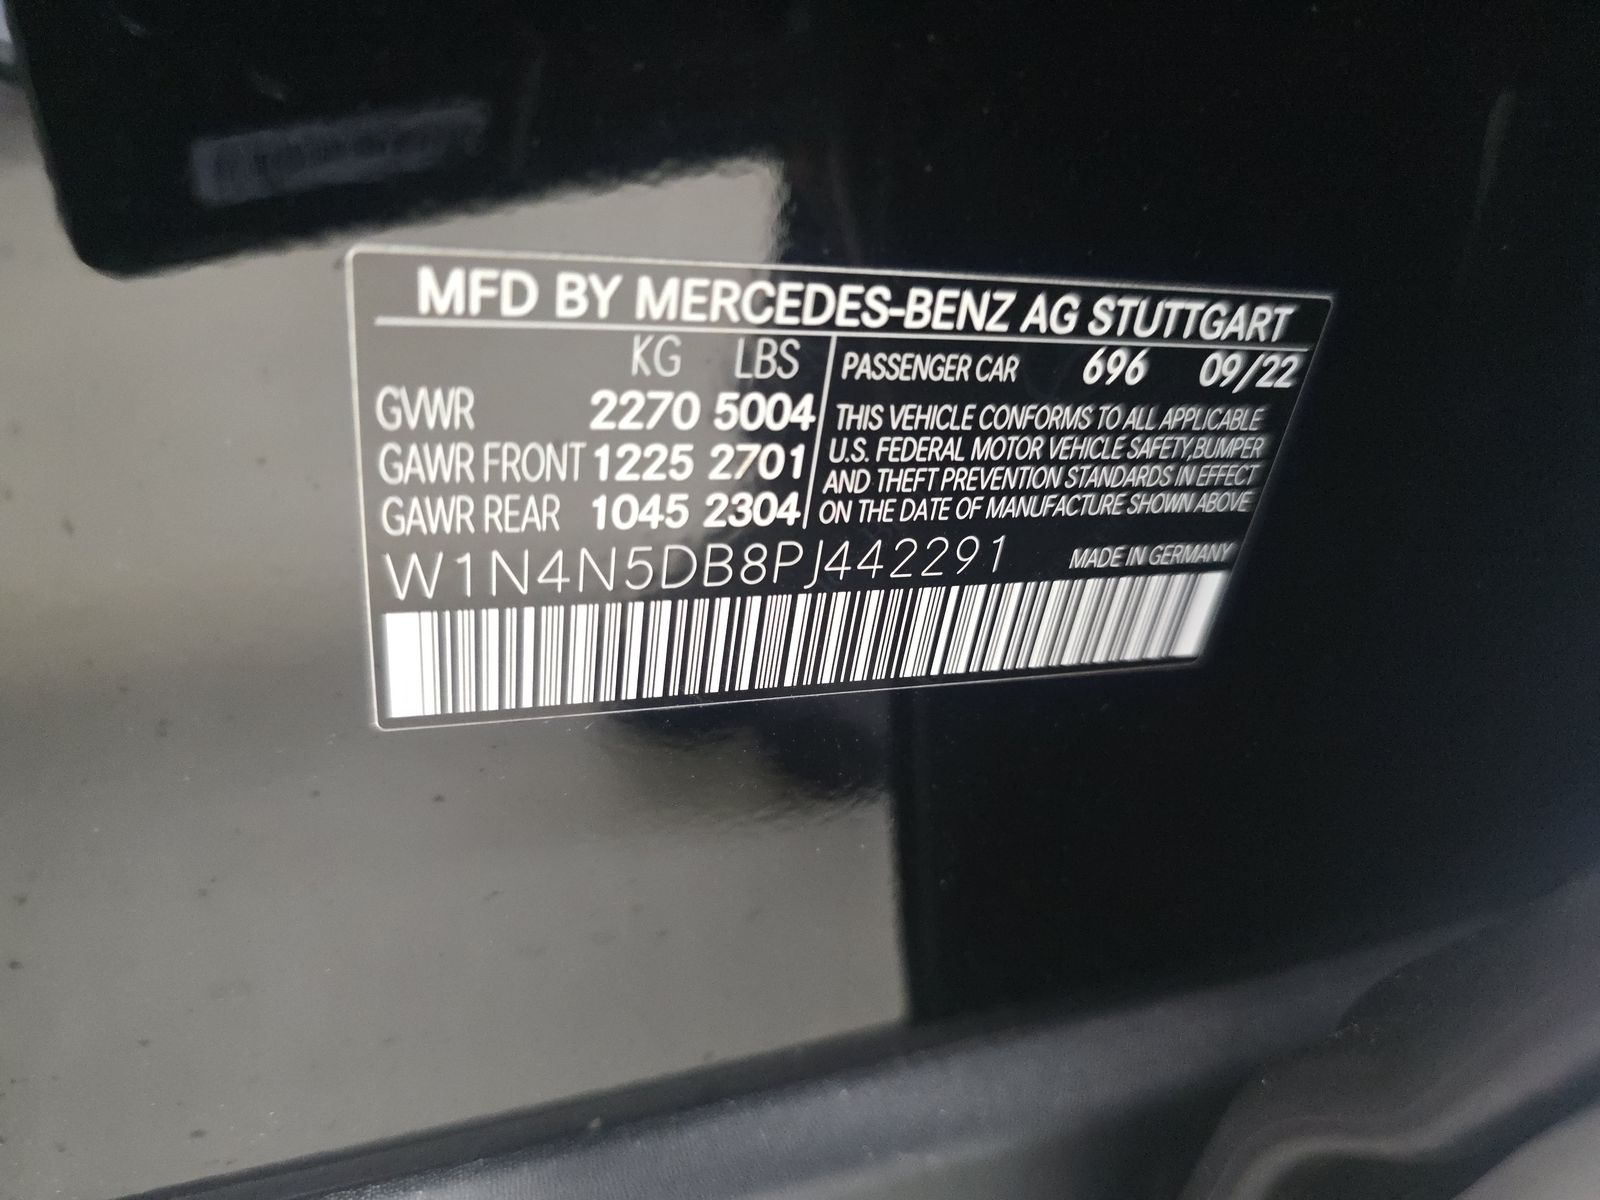 MFD BY MERCEDES-BENZ AG STUTTGART
KG LBS
GVWR 2270 5004
GAWR FRONT 1225 2701
GAWR REAR 1045 2304
PASSENGER CAR 696 09/22
THIS VEHICLE CONFORMS TO ALL APPLICABLE
U.S. FEDERAL MOTOR VEHICLE SAFETY,BUMPER
AND THEFT PREVENTION STANDARDS IN EFFECT
ON THE DATE OF MANUFACTURE SHOWN ABOVE
W1N4N5DB8PJ442291
MADE IN GERMANY